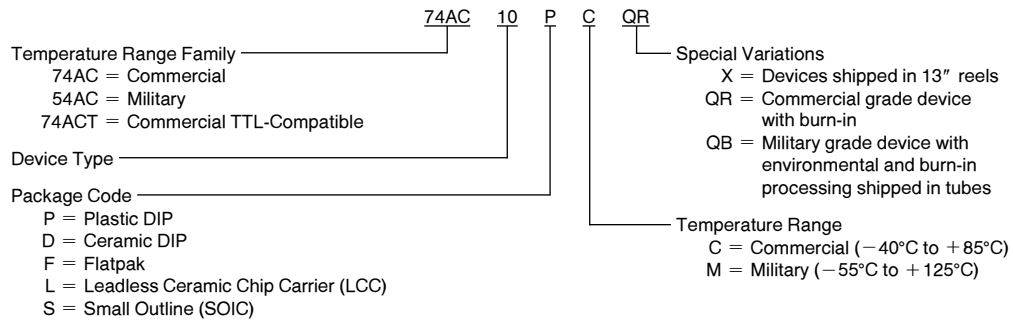 74AC 10 P C QR
Temperature Range Family
74AC = Commercial
54AC = Military
74ACT = Commercial TTL-Compatible
Device Type
Package Code
P = Plastic DIP
D = Ceramic DIP
F = Flatpak
L = Leadless Ceramic Chip Carrier (LCC)
S = Small Outline (SOIC)
Special Variations
X = Devices shipped in 13″ reels
QR = Commercial grade device
with burn-in
QB = Military grade device with
environmental and burn-in
processing shipped in tubes
Temperature Range
C = Commercial (−40°C to +85°C)
M = Military (−55°C to +125°C)